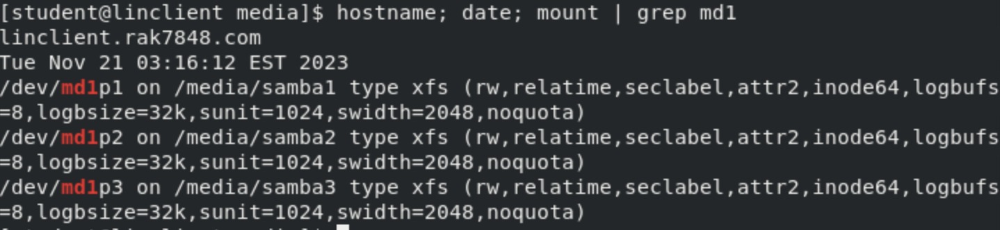 [student@linclient media]$ hostname; date; mount | grep md1
linclient.rak7848.com
Tue Nov 21 03:16:12 EST 2023
/dev/md1p1 on /media/samba1 type xfs (rw,relatime,seclabel,attr2,inode64,logbufs
=8,logbsize=32k,sunit=1024,swidth=2048,noquota)
/dev/md1p2 on /media/samba2 type xfs (rw,relatime,seclabel,attr2,inode64,logbufs
=8,logbsize=32k,sunit=1024,swidth=2048,noquota)
/dev/md1p3 on /media/samba3 type xfs (rw,relatime,seclabel,attr2,inode64,logbufs
=8,logbsize=32k,sunit=1024,swidth=2048,noquota)